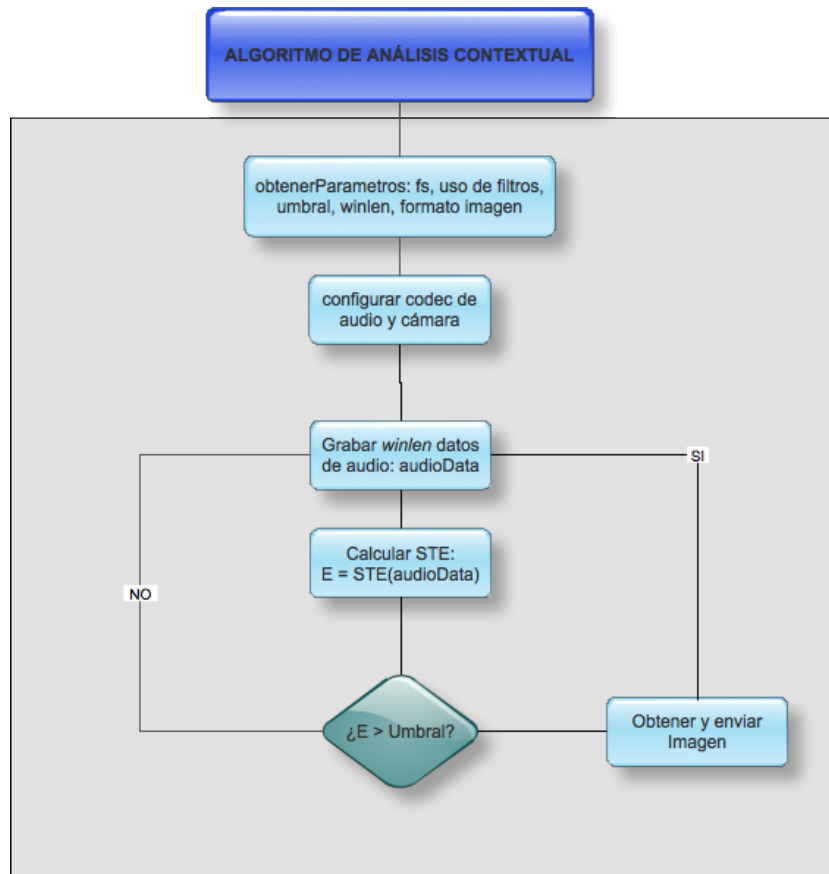 ALGORITMO DE ANÁLISIS CONTEXTUAL
obtenerParametros: fs, uso de filtros,
umbral, winlen, formato imagen
configurar codec de
audio y cámara
Grabar winlen datos
de audio: audioData
SI
Calcular STE:
E = STE(audioData)
NO
¿E > Umbral?
Obtener y enviar
Imagen